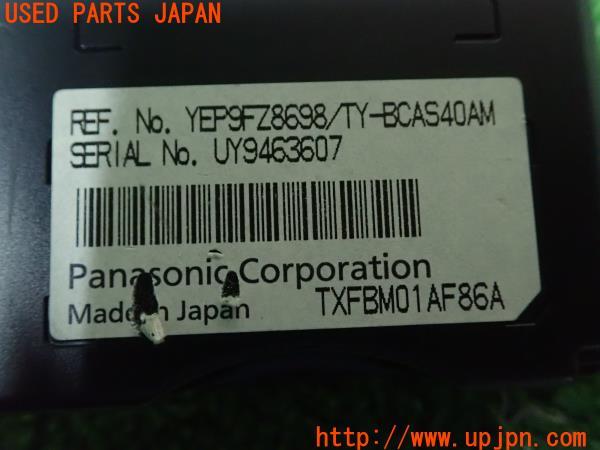 USED PARTS JAPAN
REF. No. YEP9FZ8698/TY-BCAS40AM
SERIAL No. UY9463607
Panasonic Corporation
Made in Japan TXFBM01AF86A
http://www.upjpn.com/